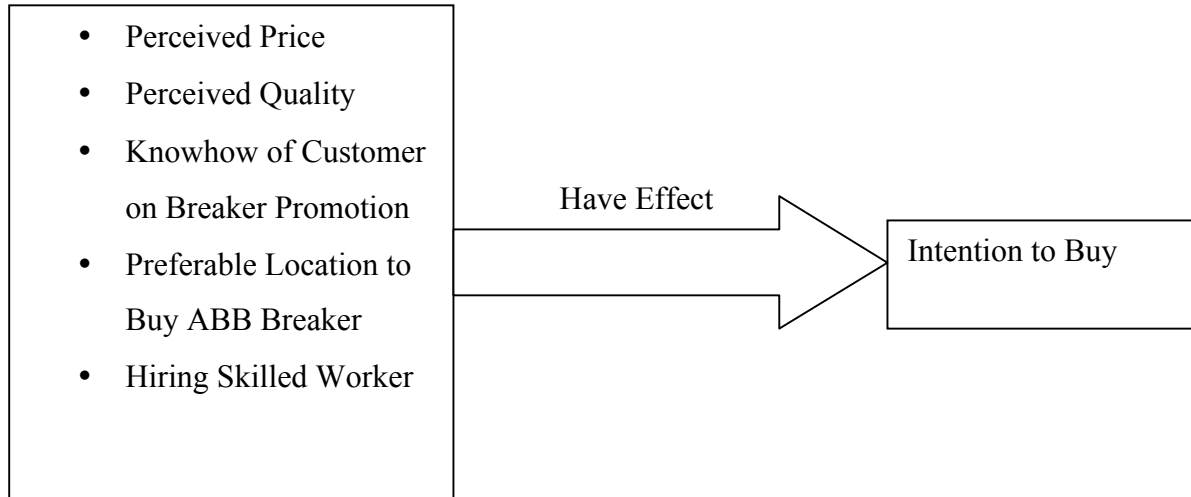 • Perceived Price
• Perceived Quality
• Knowhow of Customer
on Breaker Promotion
• Preferable Location to
Buy ABB Breaker
• Hiring Skilled Worker
Have Effect
Intention to Buy